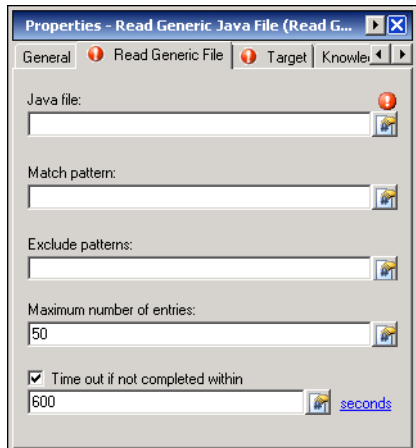 Properties - Read Generic Java File (Read G...
General Read Generic File Target Knowle
Java file:
Match pattern:
Exclude patterns:
Maximum number of entries:
50
Time out if not completed within
600 seconds